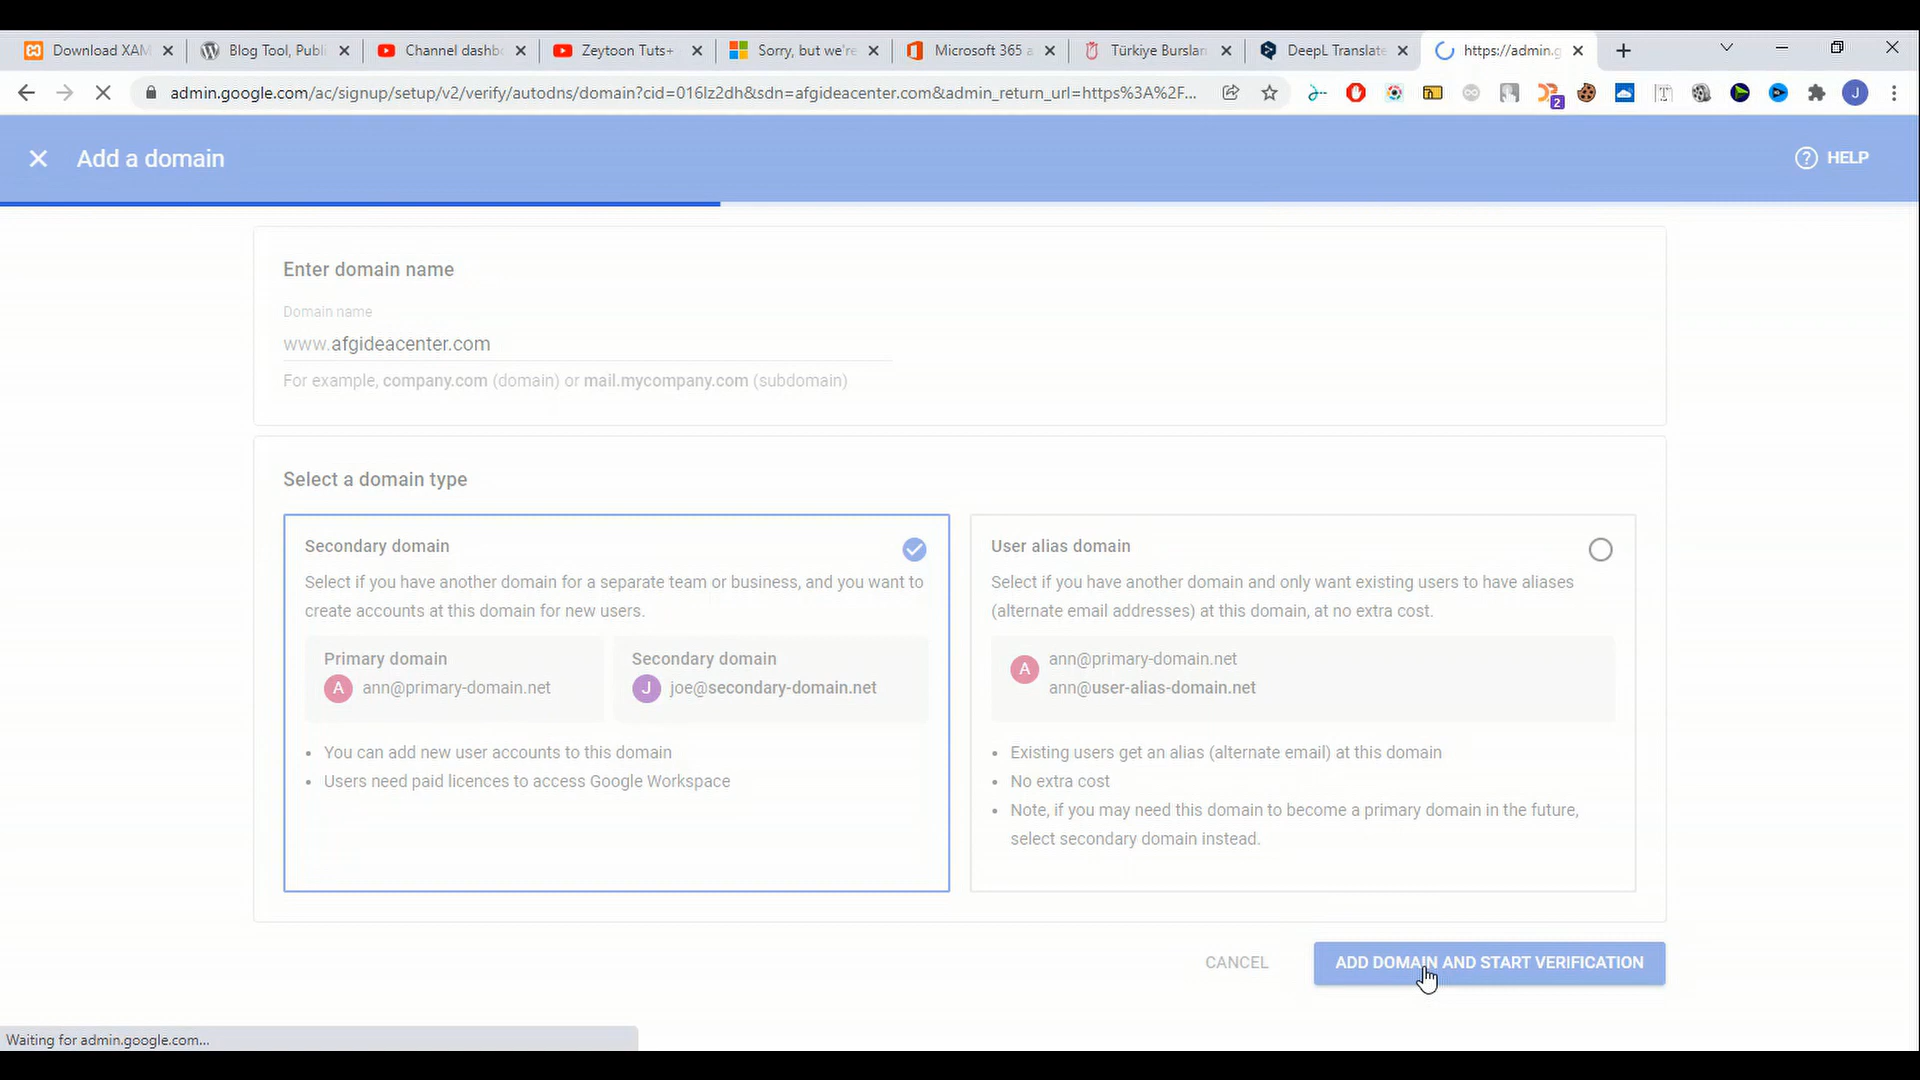 Download XAM
Blog Tool, Publ
Channel dashb
Zeytoon Tuts+
Sorry, but we're
Microsoft 365 a
Türkiye Burslar
DeepL Translate
https://admin.g
admin.google.com/ac/signup/setup/v2/verify/autodns/domain?cid=016lz2dh&sdn=afgideacenter.com&admin_return_url=https%3A%2F...
2
J
Add a domain
HELP
Enter domain name
Domain name
www.afgideacenter.com
For example, company.com (domain) or mail.mycompany.com (subdomain)
Select a domain type
Secondary domain
Select if you have another domain for a separate team or business, and you want to
create accounts at this domain for new users.
Primary domain
A ann@primary-domain.net
Secondary domain
J joe@secondary-domain.net
• You can add new user accounts to this domain
• Users need paid licences to access Google Workspace
User alias domain
Select if you have another domain and only want existing users to have aliases
(alternate email addresses) at this domain, at no extra cost.
A
ann@primary-domain.net
ann@user-alias-domain.net
• Existing users get an alias (alternate email) at this domain
• No extra cost
• Note, if you may need this domain to become a primary domain in the future,
select secondary domain instead.
CANCEL
ADD DOMAIN AND START VERIFICATION
Waiting for admin.google.com...